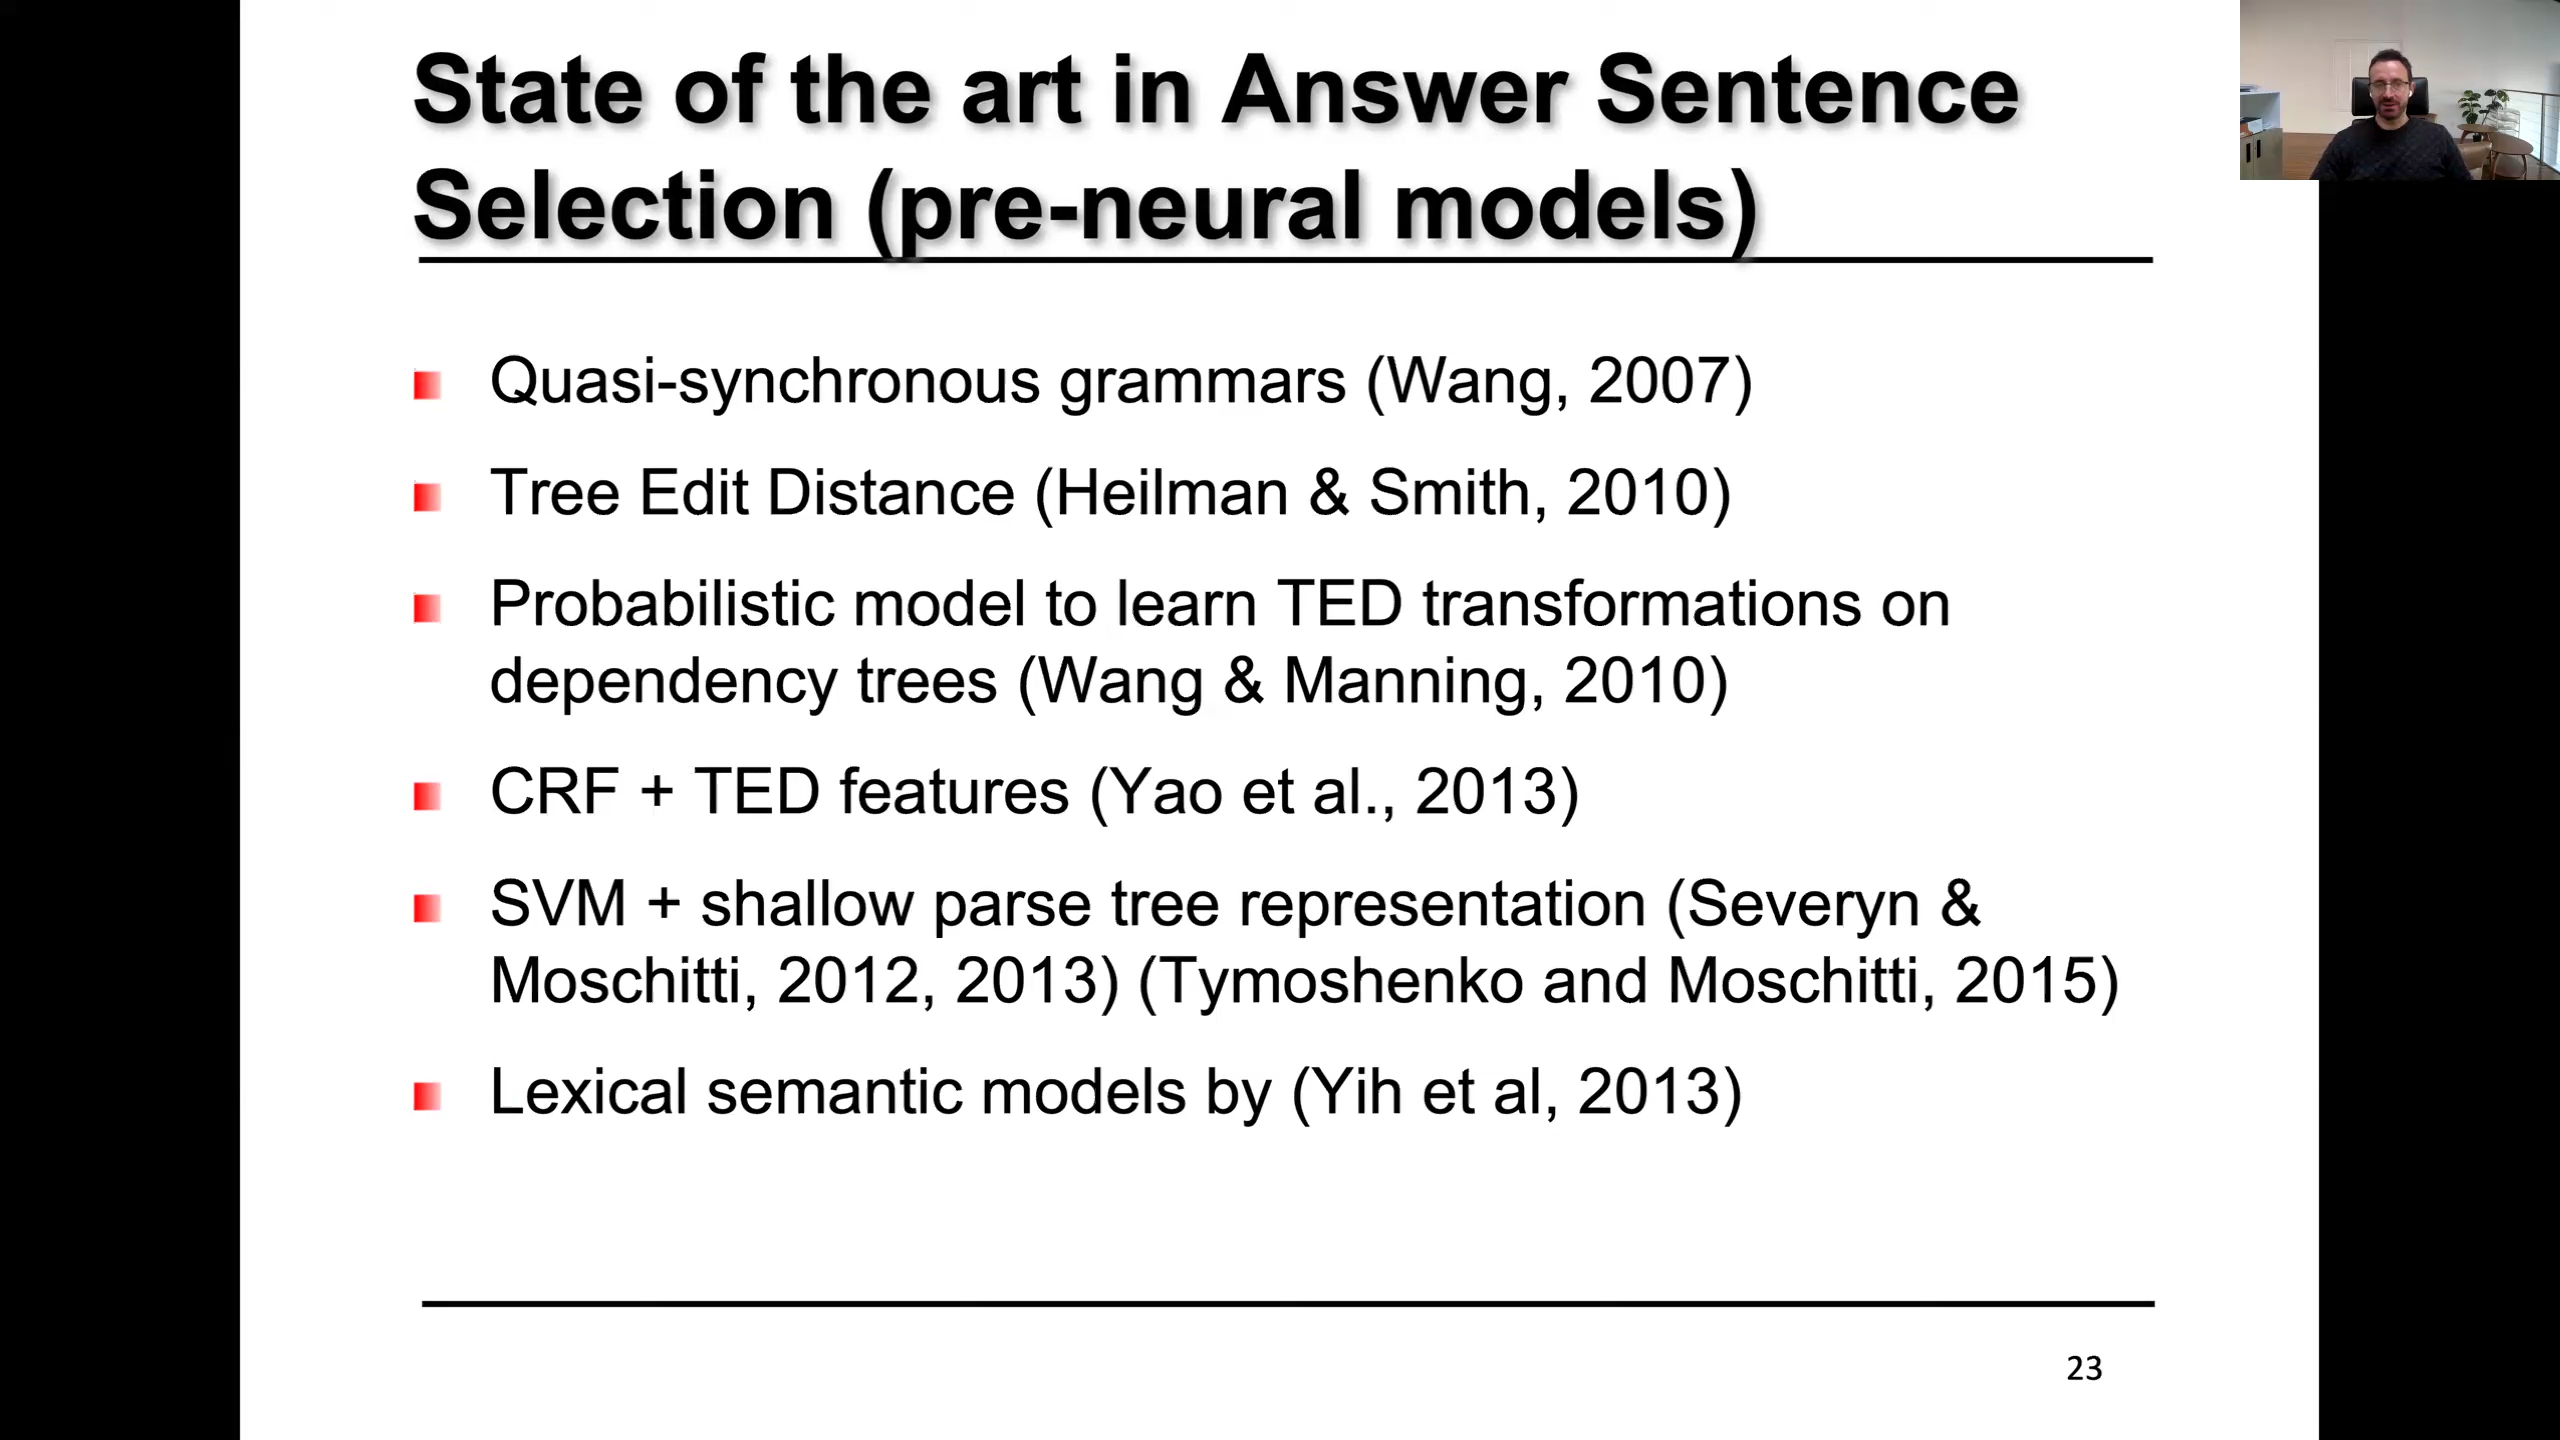 State of the art in Answer Sentence
Selection (pre-neural models)
Quasi-synchronous grammars (Wang, 2007)
Tree Edit Distance (Heilman & Smith, 2010)
Probabilistic model to learn TED transformations on
dependency trees (Wang & Manning, 2010)
CRF + TED features (Yao et al., 2013)
SVM + shallow parse tree representation (Severyn &
Moschitti, 2012, 2013) (Tymoshenko and Moschitti, 2015)
Lexical semantic models by (Yih et al, 2013)
23